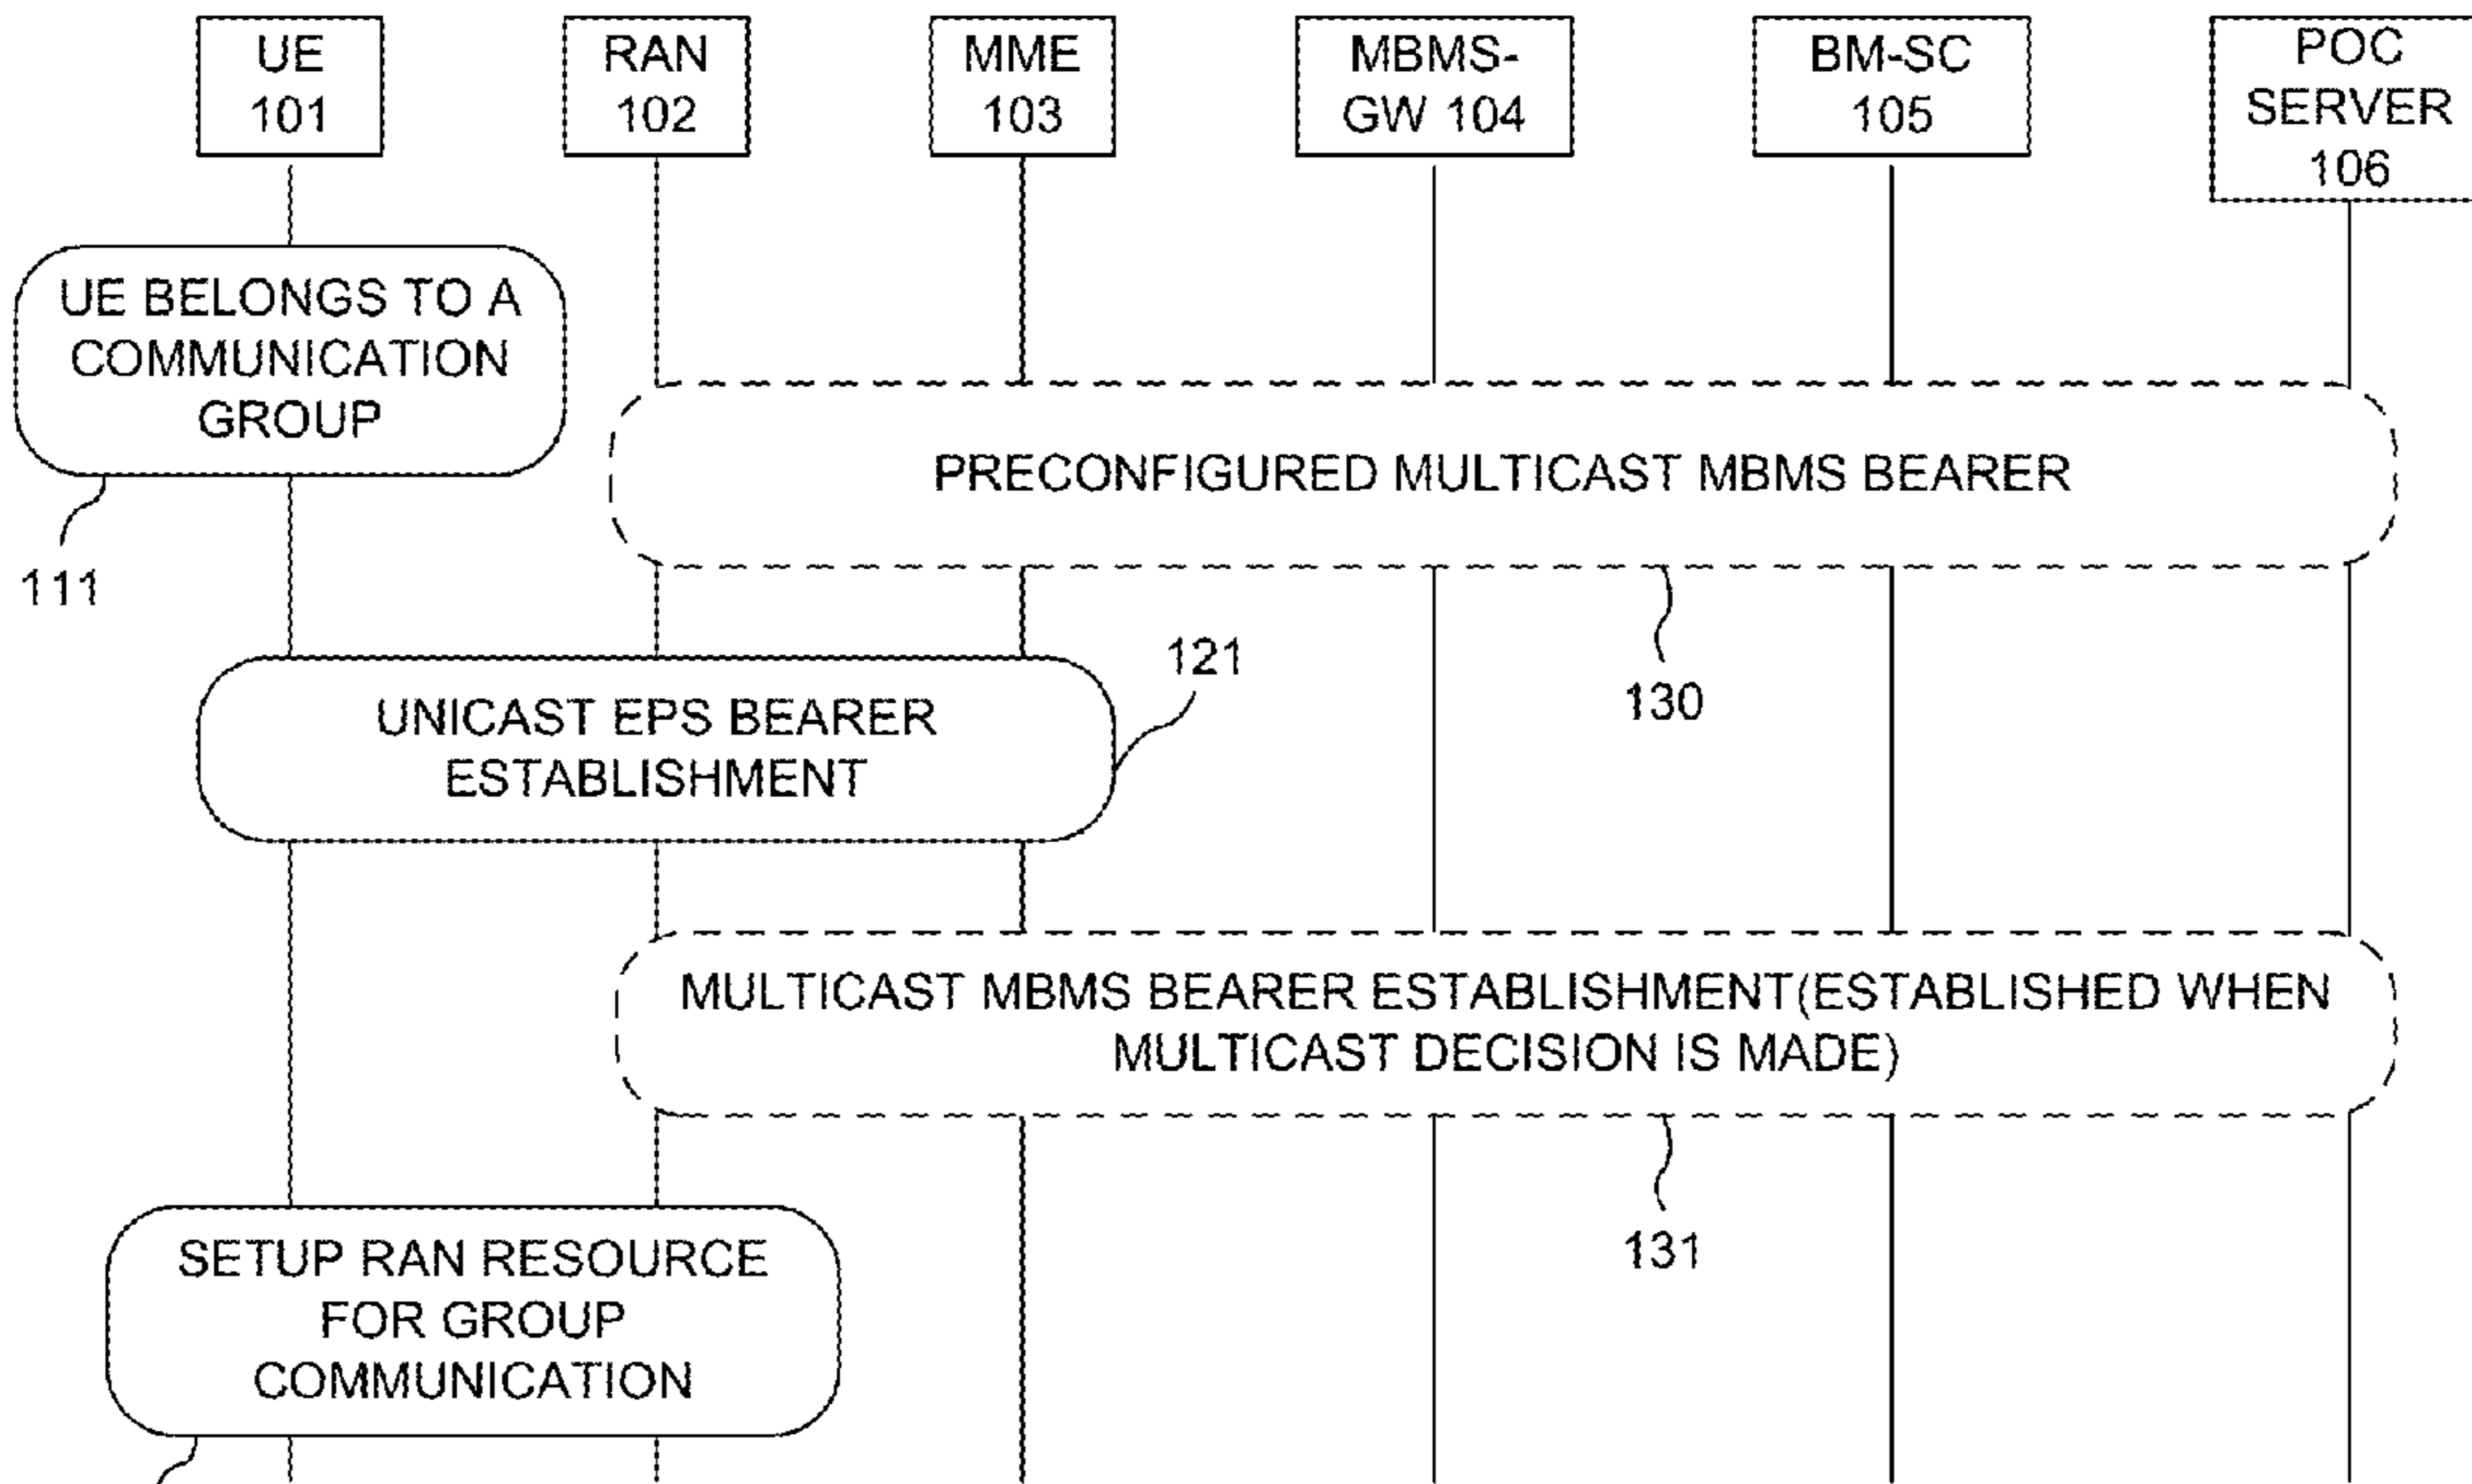 UE
101
RAN
102
MME
103
MBMS-
GW 104
BM-SC
105
POC
SERVER
106
UE BELONGS TO A
COMMUNICATION
GROUP
111
PRECONFIGURED MULTICAST MBMS BEARER
130
UNICAST EPS BEARER
ESTABLISHMENT
121
MULTICAST MBMS BEARER ESTABLISHMENT(ESTABLISHED WHEN
MULTICAST DECISION IS MADE)
131
SETUP RAN RESOURCE
FOR GROUP
COMMUNICATION